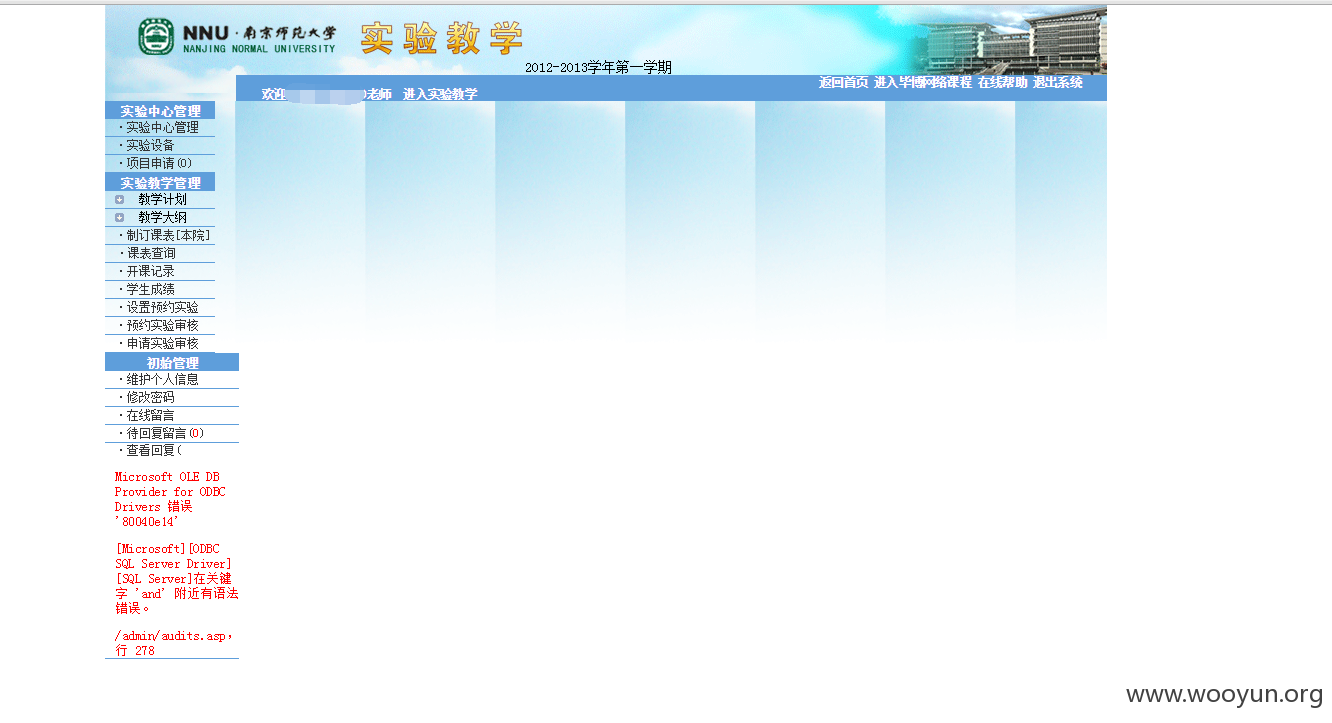 NNU·南京师范大学
NANJING NORMAL UNIVERSITY
实验教学
2012-2013学年第一学期
返回首页 进入毕博网络课程 在线帮助 退出系统
欢迎 老师 进入实验教学
实验中心管理
·实验中心管理
·实验设备
·项目申请(0)
实验教学管理
教学计划
教学大纲
·制订课表[本院]
·课表查询
·开课记录
·学生成绩
·设置预约实验
·预约实验审核
·申请实验审核
初始管理
·维护个人信息
·修改密码
·在线留言
·待回复留言(0)
·查看回复(
Microsoft OLE DB
Provider for ODBC
Drivers 错误
'80040e14'
[Microsoft][ODBC
SQL Server Driver]
[SQL Server]在关键
字 'and' 附近有语法
错误。
/admin/audits.asp，
行 278
www.wooyun.org